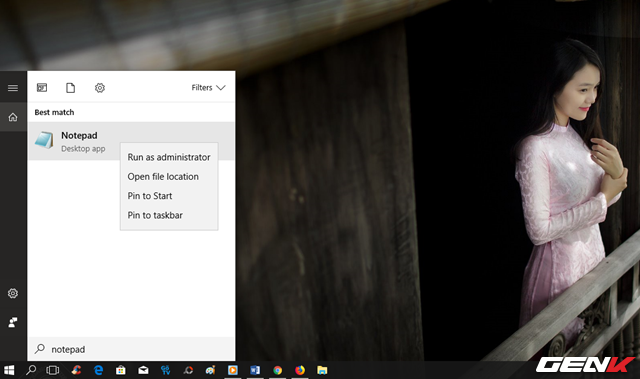 Filters
Best match
Notepad
Desktop app
Run as administrator
Open file location
Pin to Start
Pin to taskbar
notepad
GENK